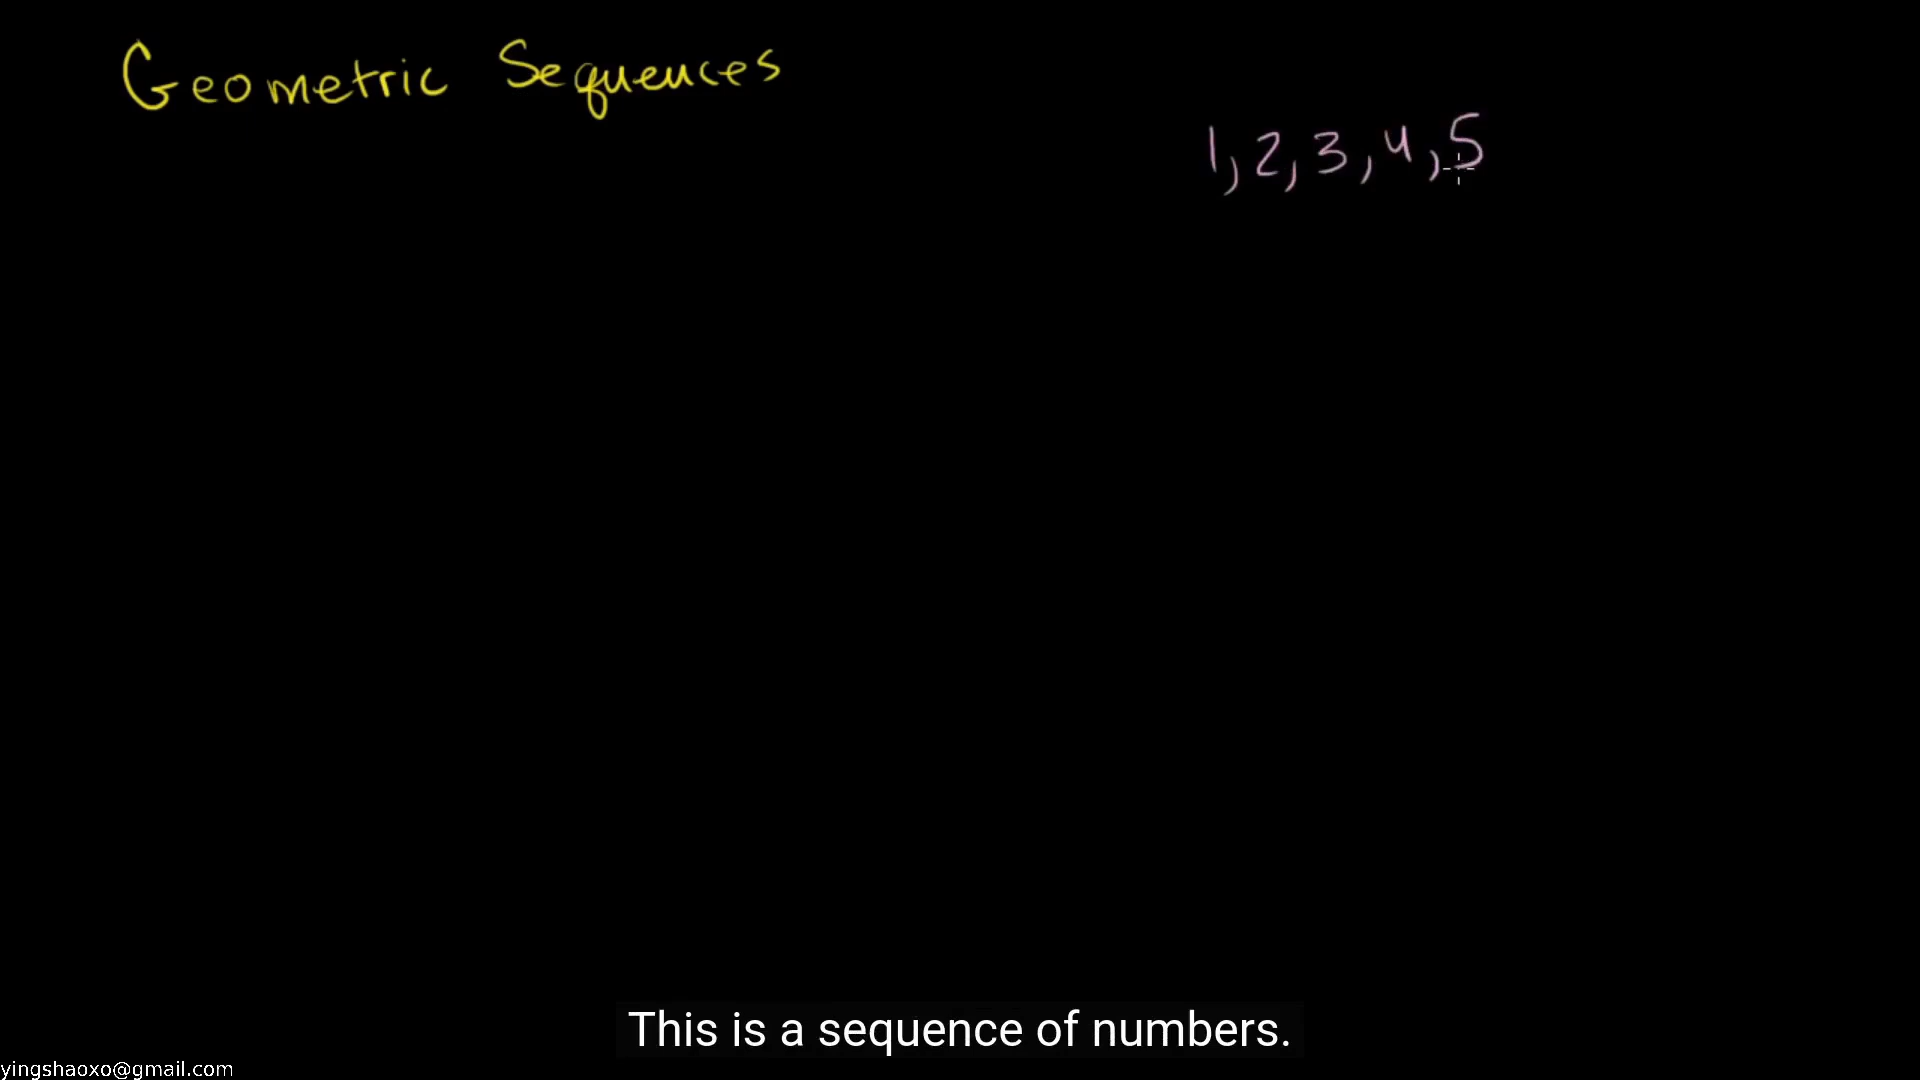 Geometric Sequences
1, 2, 3, 4, 5
This is a sequence of numbers.
yingshaoxo@gmail.com